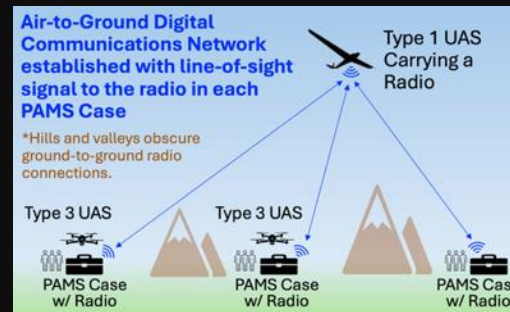 Air-to-Ground Digital
Communications Network
established with line-of-sight
signal to the radio in each
PAMS Case
*Hills and valleys obscure
ground-to-ground radio
connections.
Type 1 UAS
Carrying a
Radio
Type 3 UAS
Type 3 UAS
PAMS Case
w/ Radio
PAMS Case
w/ Radio
PAMS Cas
w/ Radio